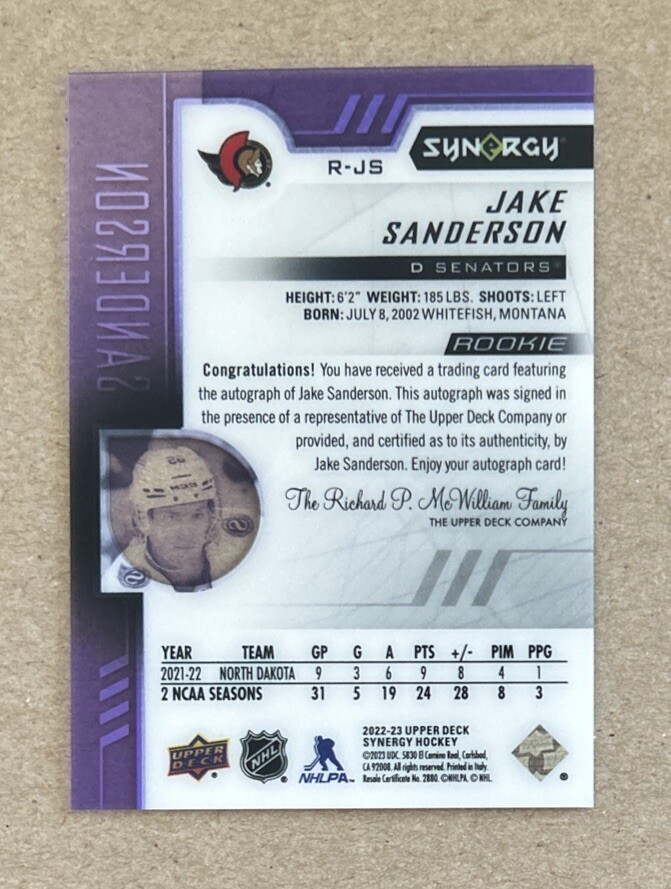 SYNERGY
R-JS
JAKE
SANDERSON
SANDERSON
D SENATORS
HEIGHT: 6'2" WEIGHT: 185 LBS. SHOOTS: LEFT
BORN: JULY 8, 2002 WHITEFISH, MONTANA
ROOKIE
Congratulations! You have received a trading card featuring
the autograph of Jake Sanderson. This autograph was signed in
the presence of a representative of The Upper Deck Company or
provided, and certified as to its authenticity, by
Jake Sanderson. Enjoy your autograph card!
The Richard P. McWilliam Family
THE UPPER DECK COMPANY
YEAR TEAM GP G A PTS +/- PIM PPG
2021-22 NORTH DAKOTA 9 3 6 9 8 4 1
2 NCAA SEASONS 31 5 19 24 28 8 3
UPPER
DECK
NHL
NHLPA™
2022-23 UPPER DECK
SYNERGY HOCKEY
©2023 UDC. 5830 El Camino Real, Carlsbad,
CA 92008. All rights reserved. Printed in Italy.
Resale Certificate No. 2880. ©NHLPA. © NHL.